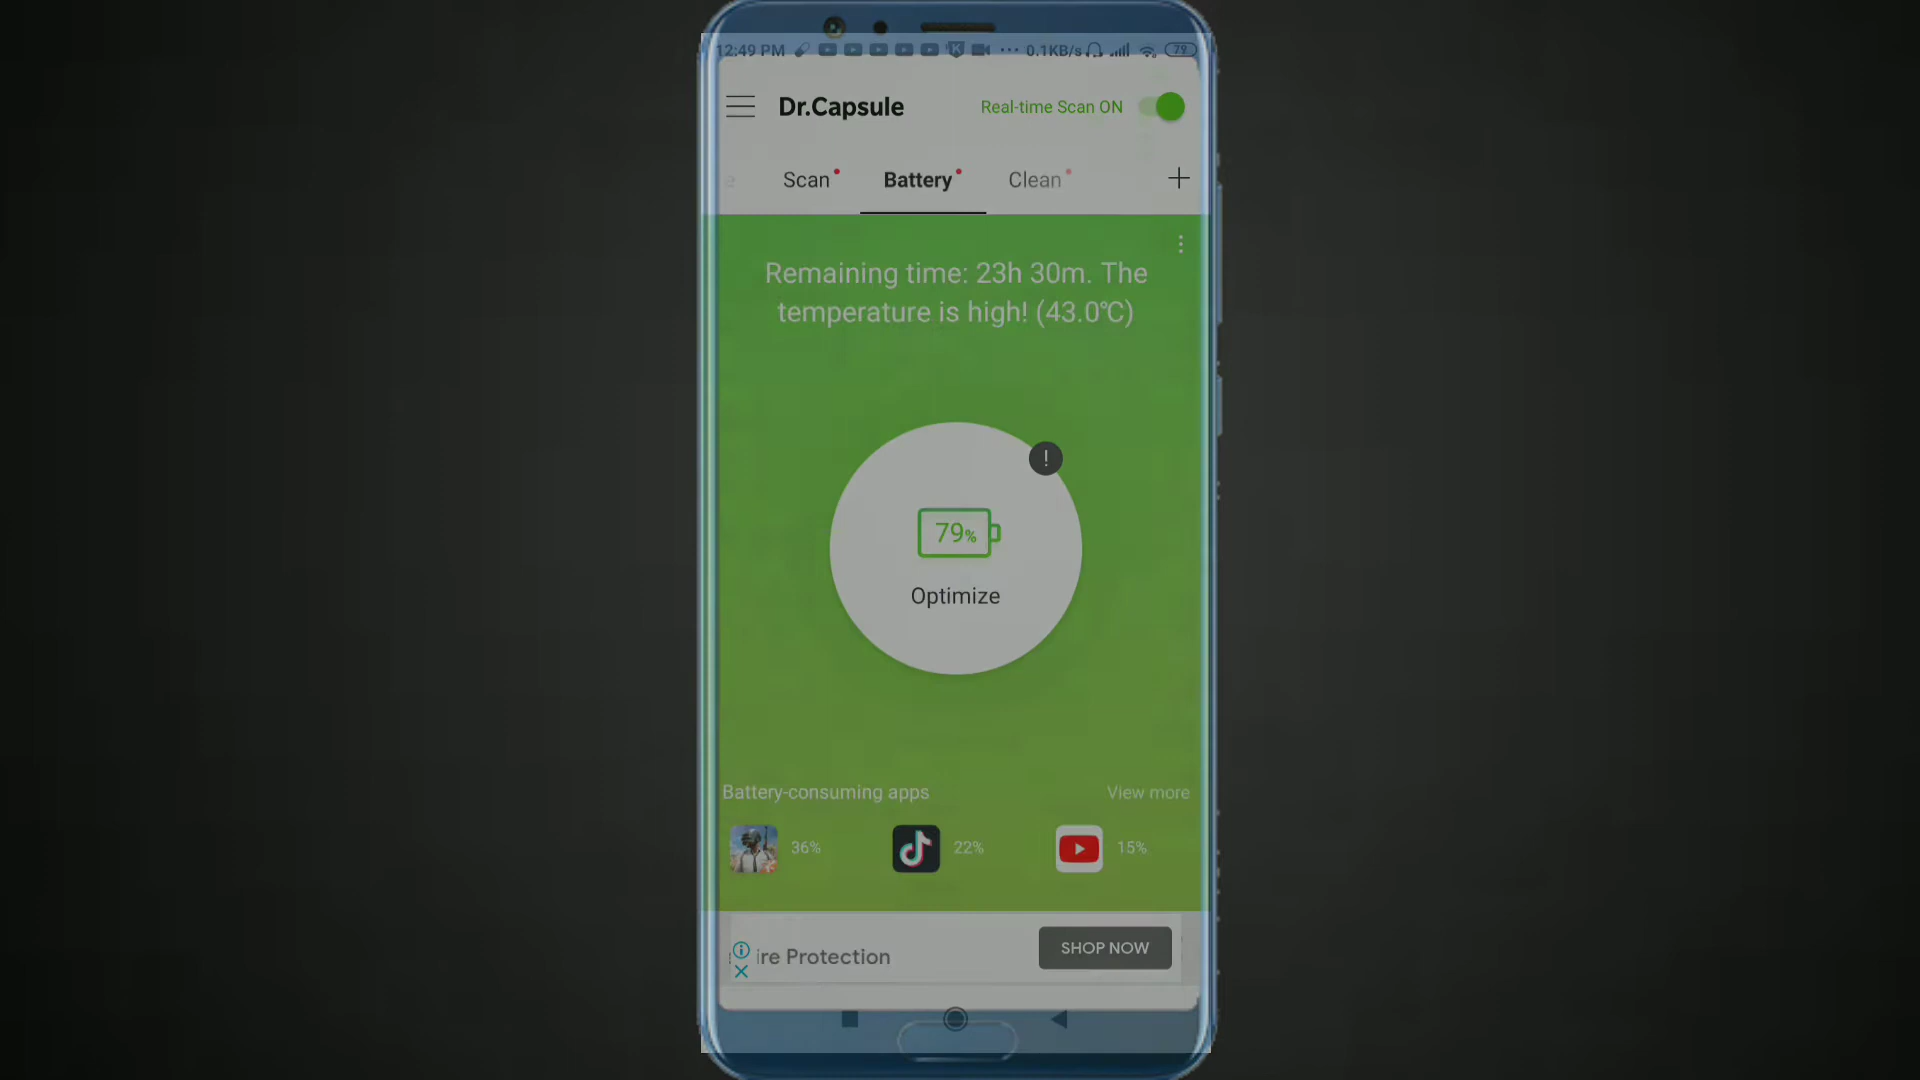 12:49 PM 0.1KB/s 79
Dr.Capsule Real-time Scan ON
Scan Battery Clean
Remaining time: 23h 30m. The
temperature is high! (43.0℃)
!
79%
Optimize
Battery-consuming apps View more
36% 22% 15%
ire Protection SHOP NOW